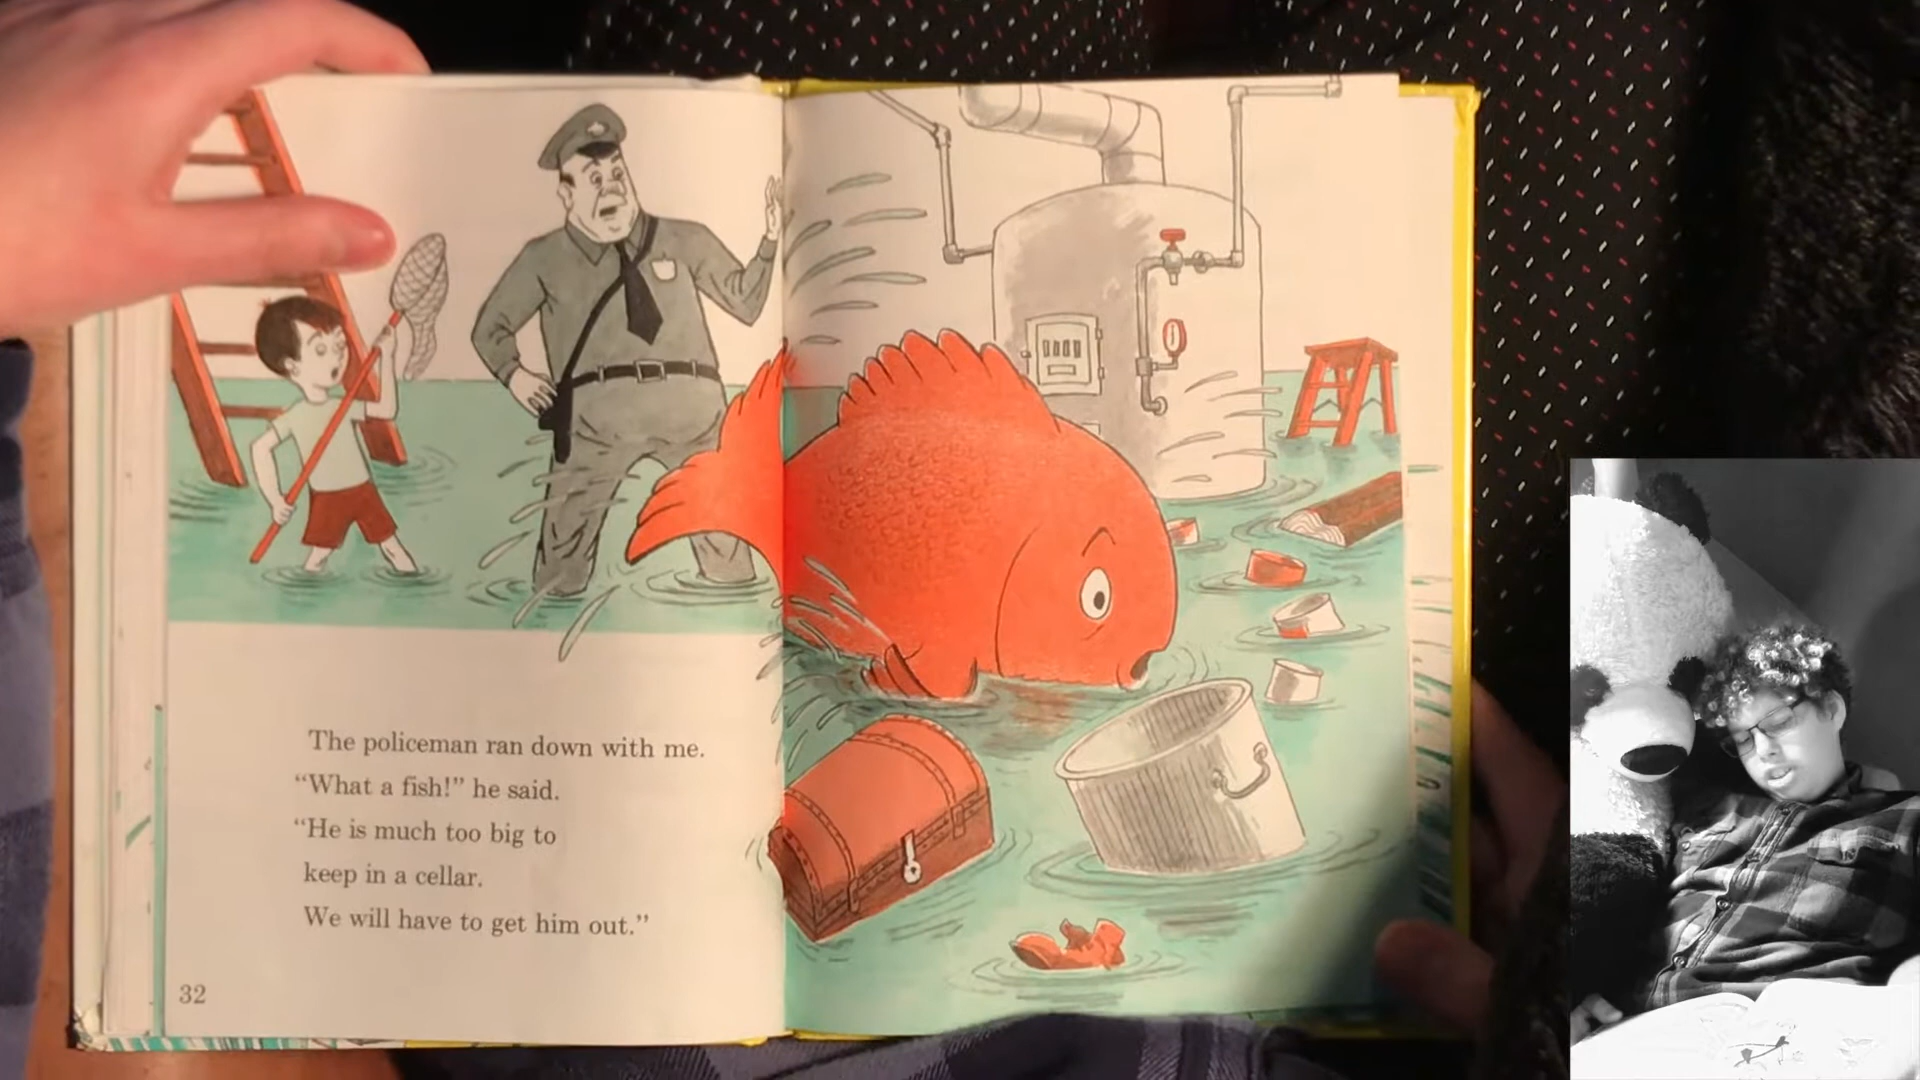 The policeman ran down with me.
“What a fish!” he said.
“He is much too big to
keep in a cellar.
We will have to get him out.”
32